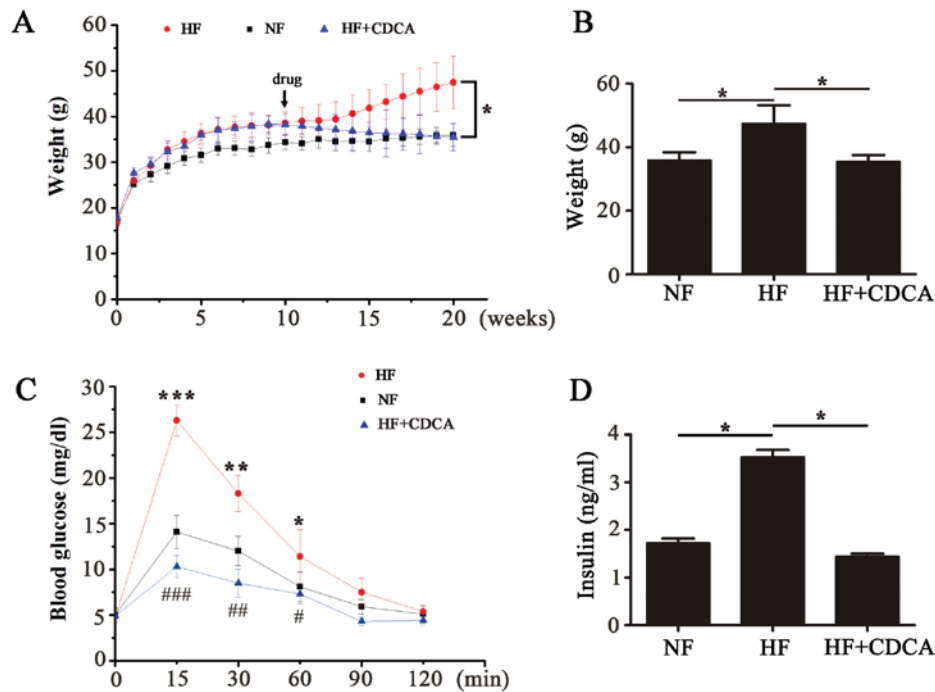 A
HF NF HF+CDCA
60
50
40
30
20
10
0
Weight (g)
drug
*
0 5 10 15 20 (weeks)
B
60
40
20
0
Weight (g)
* *
NF HF HF+CDCA
C
HF
NF
HF+CDCA
30
25
20
15
10
5
0
Blood glucose (mg/dl)
***
**
*
###
##
#
0 15 30 60 90 120 (min)
D
4
3
2
1
0
Insulin (ng/ml)
* *
NF HF HF+CDCA